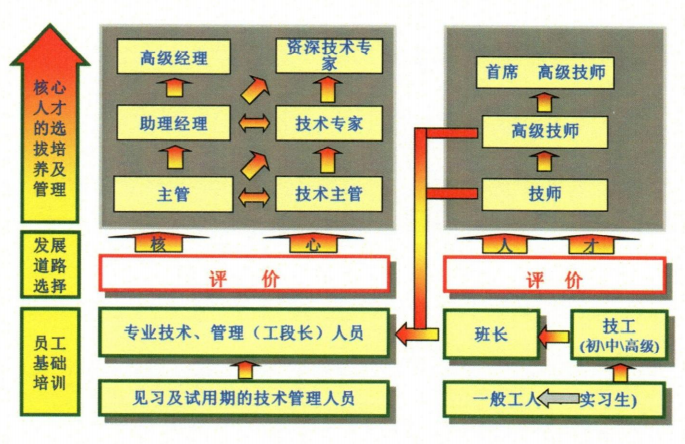 核心
人才
的选
拔培
养及
管理
发展
道路
选择
员工
基础
培训
高级经理
资深技术专
家
助理经理
技术专家
主管
技术主管
首席 高级技师
高级技师
技师
核
心
人
才
评 价
评 价
专业技术、管理（工段长）人员
见习及试用期的技术管理人员
班长
技工
(初\中\高级)
一般工人
实习生)